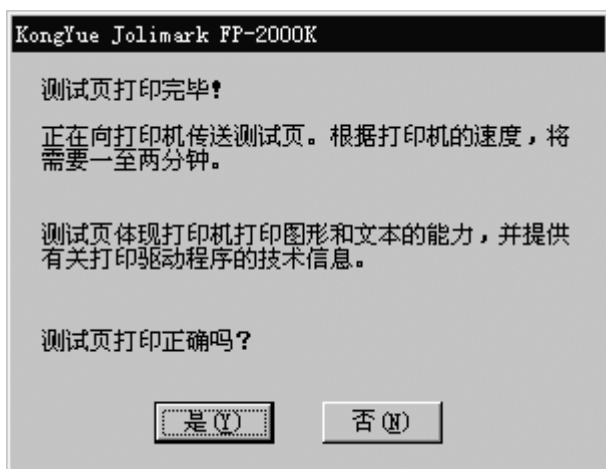 KongYue Jolimark FP-2000K
测试页打印完毕!
正在向打印机传送测试页。根据打印机的速度，将
需要一至两分钟。
测试页体现打印机打印图形和文本的能力，并提供
有关打印驱动程序的技术信息。
测试页打印正确吗?
是(Y)
否(N)